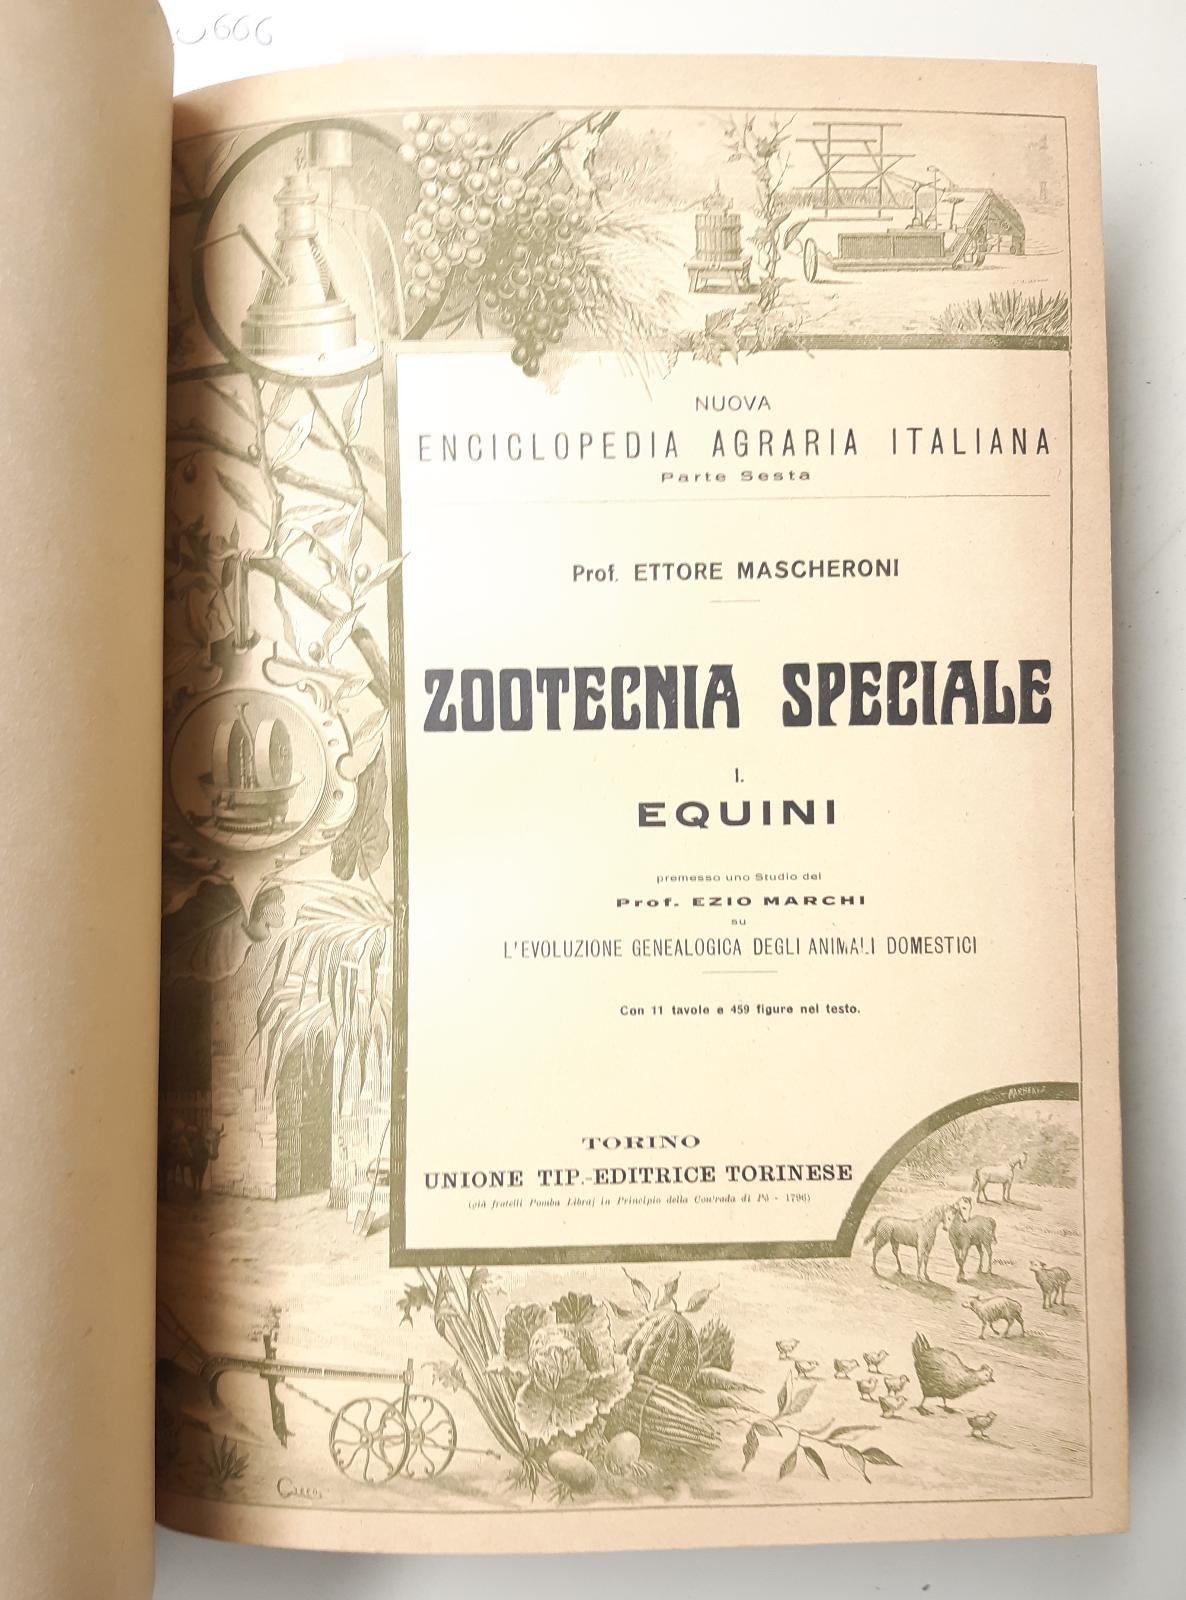 666
NUOVA
ENCICLOPEDIA AGRARIA ITALIANA
Parte Sesta
Prof. ETTORE MASCHERONI
ZOOTECNIA SPECIALE
I.
EQUINI
premesso uno Studio del
Prof. EZIO MARCHI
su
L'EVOLUZIONE GENEALOGICA DEGLI ANIMALI DOMESTICI
Con 11 tavole e 459 figure nel testo.
TORINO
UNIONE TIP.-EDITRICE TORINESE
(già fratelli Pomba Libraj in Principio della Contrada di Pò - 1796)